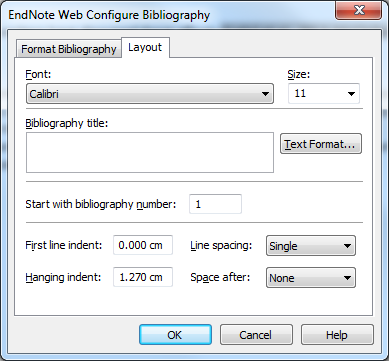 EndNote Web Configure Bibliography
Format Bibliography Layout
Font: Size:
Calibri 11
Bibliography title:
Text Format...
Start with bibliography number: 1
First line indent: 0.000 cm Line spacing: Single
Hanging indent: 1.270 cm Space after: None
OK Cancel Help